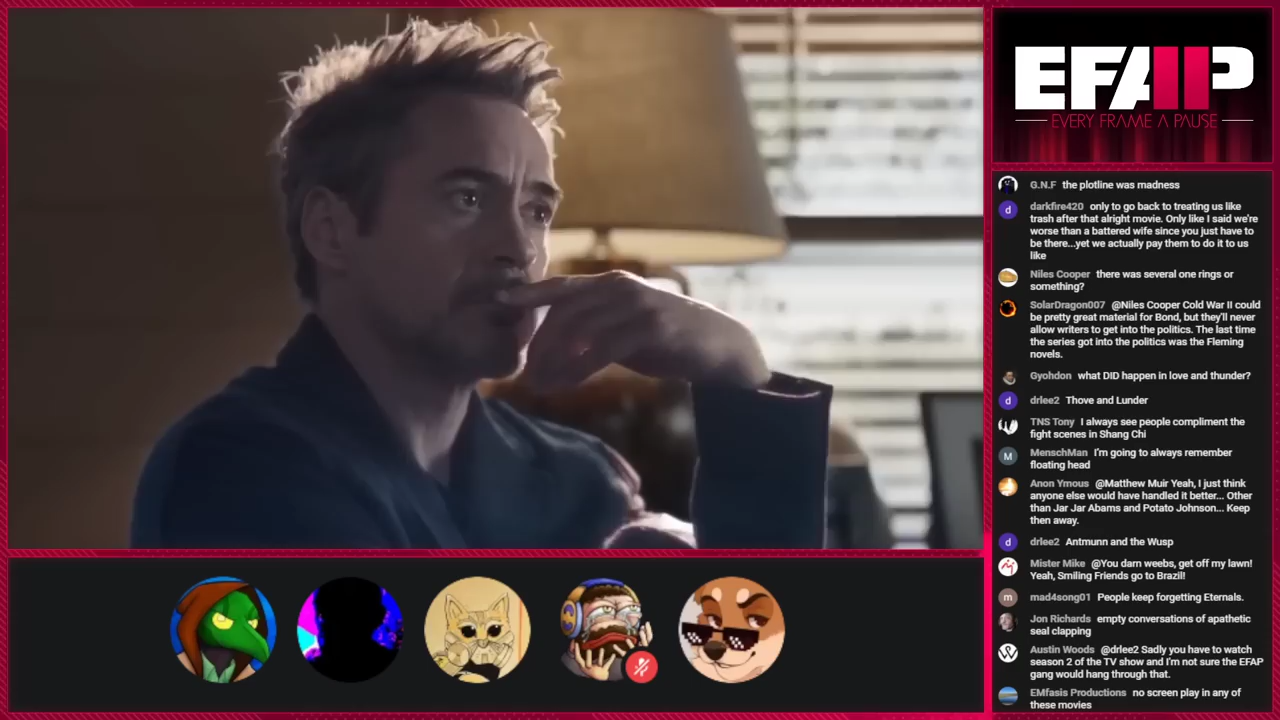 EFAP
EVERY FRAME A PAUSE
G.N.F the plotline was madness
d
darkfire420 only to go back to treating us like
trash after that alright movie. Only like I said we're
worse than a battered wife since you just have to
be there...yet we actually pay them to do it to us
like
Niles Cooper there was several one rings or
something?
SolarDragon007 @Niles Cooper Cold War II could
be pretty great material for Bond, but they'll never
allow writers to get into the politics. The last time
the series got into the politics was the Fleming
novels.
Gyohdon what DID happen in love and thunder?
d
drlee2 Thove and Lunder
TNS Tony I always see people compliment the
fight scenes in Shang Chi
M
MenschMan I'm going to always remember
floating head
Anon Ymous @Matthew Muir Yeah, I just think
anyone else would have handled it better... Other
than Jar Jar Abams and Potato Johnson... Keep
then away.
d
drlee2 Antmunn and the Wusp
Mister Mike @You darn weebs, get off my lawn!
Yeah, Smiling Friends go to Brazil!
m
mad4song01 People keep forgetting Eternals.
Jon Richards empty conversations of apathetic
seal clapping
Austin Woods @drlee2 Sadly you have to watch
season 2 of the TV show and I'm not sure the EFAP
gang would hang through that.
EMfasis Productions no screen play in any of
these movies